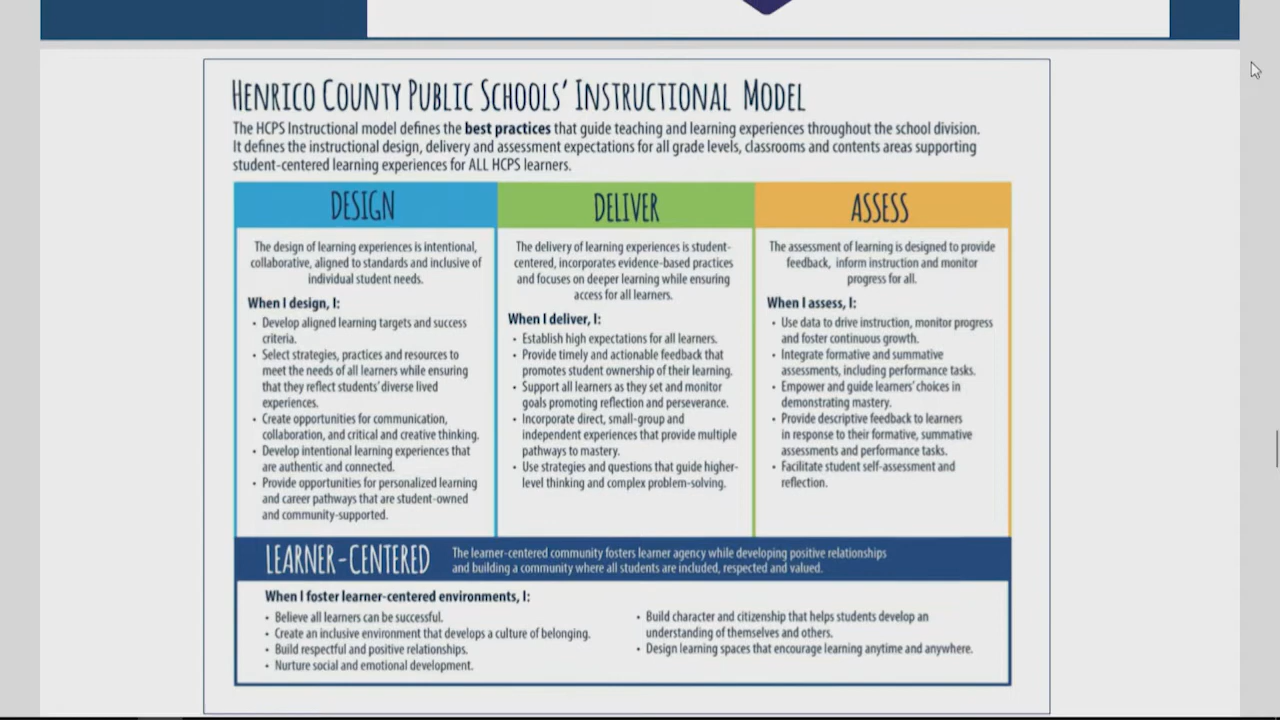 HENRICO COUNTY PUBLIC SCHOOLS' INSTRUCTIONAL MODEL
The HCPS Instructional model defines the best practices that guide teaching and learning experiences throughout the school division.
It defines the instructional design, delivery and assessment expectations for all grade levels, classrooms and contents areas supporting
student-centered learning experiences for ALL HCPS learners.
DESIGN
The design of learning experiences is intentional,
collaborative, aligned to standards and inclusive of
individual student needs.
When I design, I:
• Develop aligned learning targets and success
criteria.
• Select strategies, practices and resources to
meet the needs of all learners while ensuring
that they reflect students' diverse lived
experiences.
• Create opportunities for communication,
collaboration, and critical and creative thinking.
• Develop intentional learning experiences that
are authentic and connected.
• Provide opportunities for personalized learning
and career pathways that are student-owned
and community-supported.
DELIVER
The delivery of learning experiences is student-
centered, incorporates evidence-based practices
and focuses on deeper learning while ensuring
access for all learners.
When I deliver, I:
• Establish high expectations for all learners.
• Provide timely and actionable feedback that
promotes student ownership of their learning.
• Support all learners as they set and monitor
goals promoting reflection and perseverance.
• Incorporate direct, small-group and
independent experiences that provide multiple
pathways to mastery.
• Use strategies and questions that guide higher-
level thinking and complex problem-solving.
ASSESS
The assessment of learning is designed to provide
feedback, inform instruction and monitor
progress for all.
When I assess, I:
• Use data to drive instruction, monitor progress
and foster continuous growth.
• Integrate formative and summative
assessments, including performance tasks.
• Empower and guide learners' choices in
demonstrating mastery.
• Provide descriptive feedback to learners
in response to their formative, summative
assessments and performance tasks.
• Facilitate student self-assessment and
reflection.
LEARNER-CENTERED
The learner-centered community fosters learner agency while developing positive relationships
and building a community where all students are included, respected and valued.
When I foster learner-centered environments, I:
• Believe all learners can be successful.
• Create an inclusive environment that develops a culture of belonging.
• Build respectful and positive relationships.
• Nurture social and emotional development.
• Build character and citizenship that helps students develop an
understanding of themselves and others.
• Design learning spaces that encourage learning anytime and anywhere.